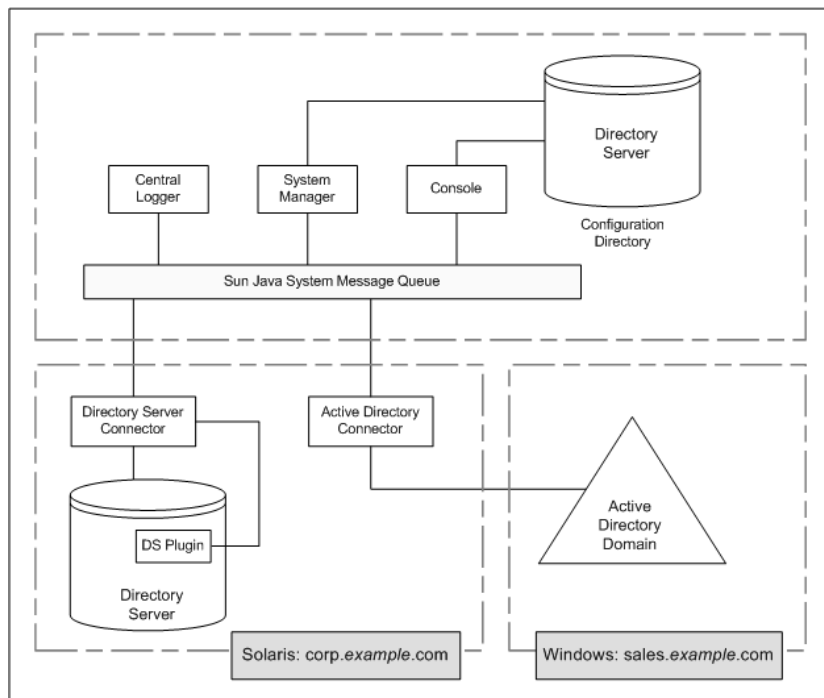 Directory
Server
Central
Logger
System
Manager
Console
Configuration
Directory
Sun Java System Message Queue
Directory Server
Connector
Active Directory
Connector
DS Plugin
Directory
Server
Active
Directory
Domain
Solaris: corp.example.com
Windows: sales.example.com